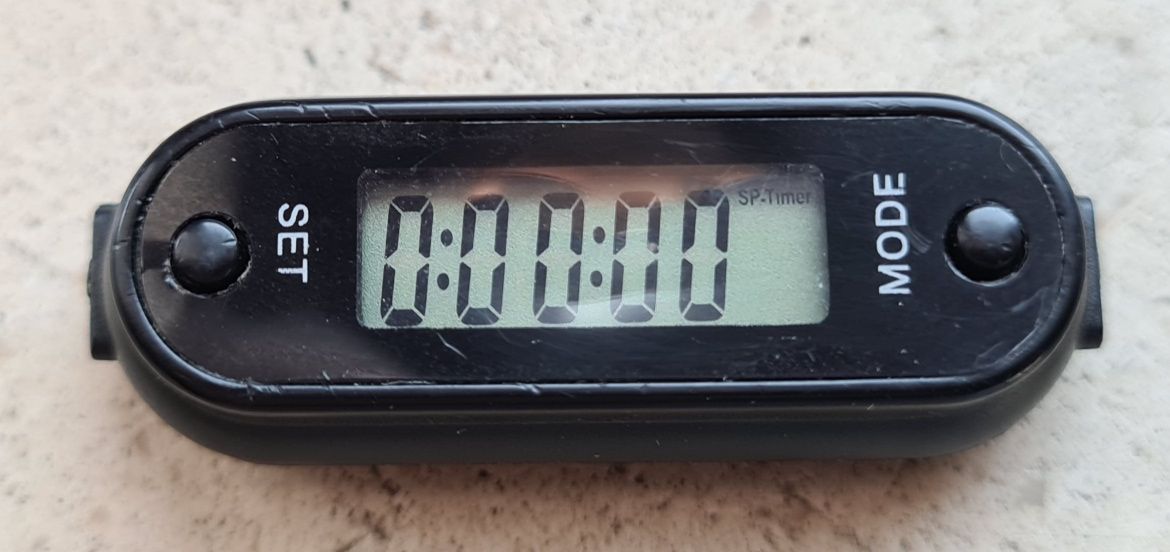 SET
0:00:00
SP-Timer
MODE